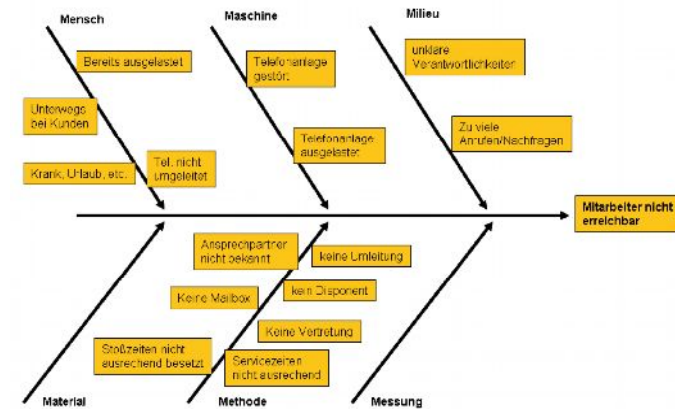 Mensch
Maschine
Milieu
Bereits ausgelastet
Telefonanlage
gestört
unklare
Verantwortlichkeiten
Unterwegs
bei Kunden
Telefonanlage
ausgelastet
Zu viele
Anrufen/Nachfragen
Krank, Urlaub, etc.
Tel. nicht
umgeleitet
Mitarbeiter nicht
erreichbar
Ansprechpartner
nicht bekannt
keine Umleitung
Keine Mailbox
kein Disponent
Keine Vertretung
Stoßzeiten nicht
ausrechend besetzt
Servicezeiten
nicht ausrechend
Material
Methode
Messung